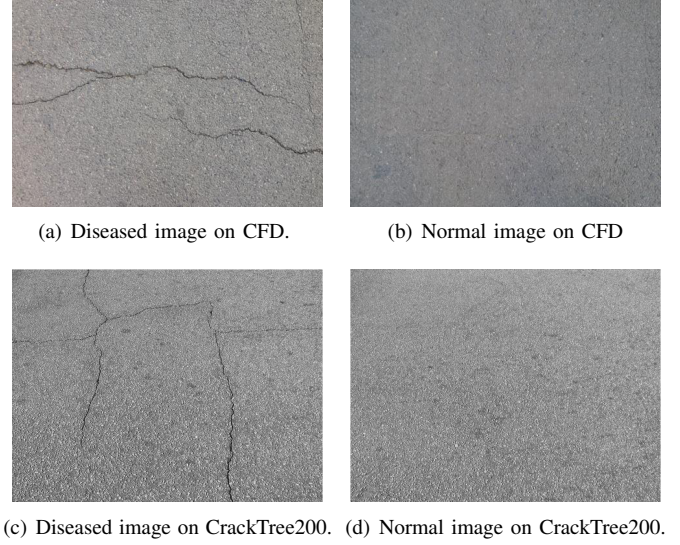 (a) Diseased image on CFD.
(b) Normal image on CFD
(c) Diseased image on CrackTree200.
(d) Normal image on CrackTree200.